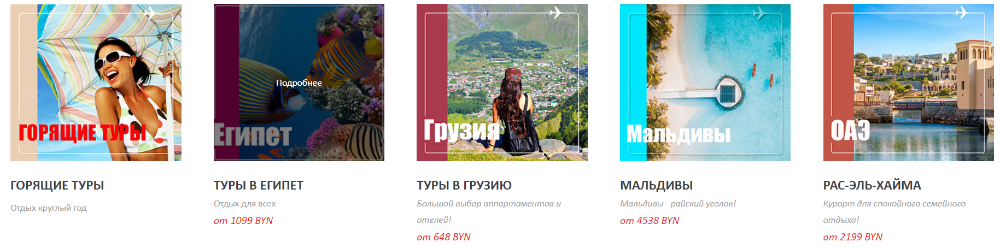 ГОРЯЩИЕ ТУРЫ
Подробнее
Египет
Грузия
Мальдивы
ОАЭ
ГОРЯЩИЕ ТУРЫ
Отдых круглый год
ТУРЫ В ЕГИПЕТ
Отдых для всех
от 1099 BYN
ТУРЫ В ГРУЗИЮ
Большой выбор аппартаментов и
отелей!
от 648 BYN
МАЛЬДИВЫ
Мальдивы - райский уголок!
от 4538 BYN
РАС-ЭЛЬ-ХАЙМА
Курорт для спокойного семейного
отдыха!
от 2199 BYN